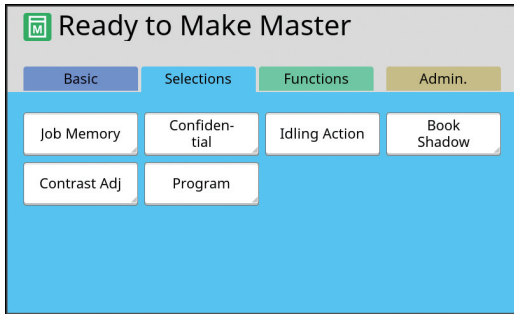 M
Ready to Make Master
Basic
Selections
Functions
Admin.
Job Memory
Confiden-
tial
Idling Action
Book
Shadow
Contrast Adj
Program